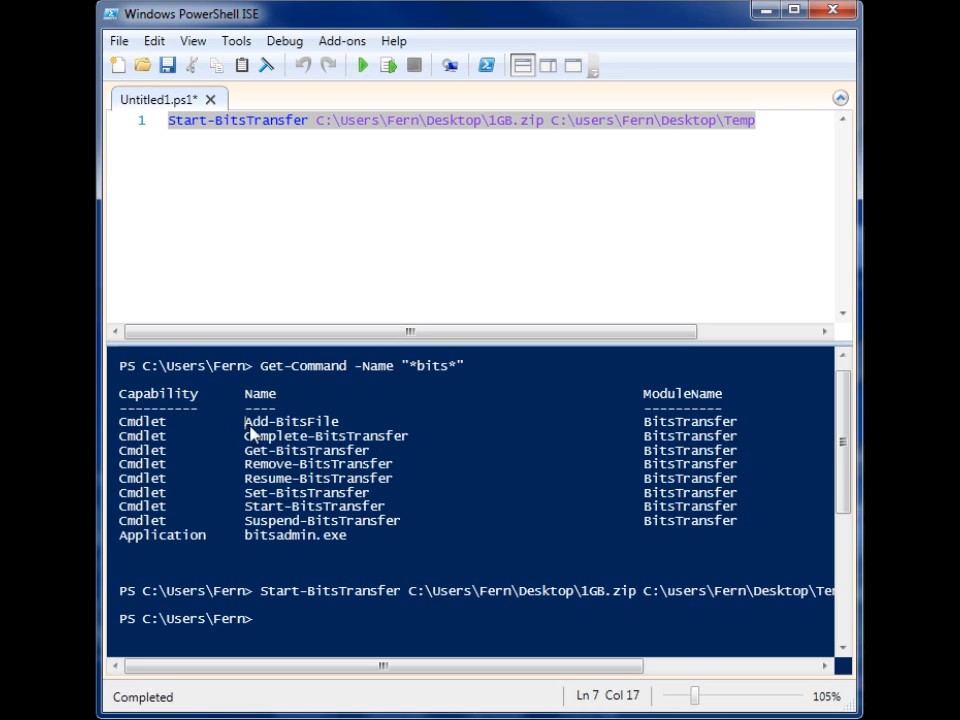 Windows PowerShell ISE
File Edit View Tools Debug Add-ons Help
Untitled1.ps1*
1 Start-BitsTransfer C:\Users\Fern\Desktop\1GB.zip C:\users\Fern\Desktop\Temp
PS C:\Users\Fern> Get-Command -Name "*bits*"
Capability Name ModuleName
---------- ---- ----------
Cmdlet Add-BitsFile BitsTransfer
Cmdlet Complete-BitsTransfer BitsTransfer
Cmdlet Get-BitsTransfer BitsTransfer
Cmdlet Remove-BitsTransfer BitsTransfer
Cmdlet Resume-BitsTransfer BitsTransfer
Cmdlet Set-BitsTransfer BitsTransfer
Cmdlet Start-BitsTransfer BitsTransfer
Cmdlet Suspend-BitsTransfer BitsTransfer
Application bitsadmin.exe
PS C:\Users\Fern> Start-BitsTransfer C:\Users\Fern\Desktop\1GB.zip C:\users\Fern\Desktop\Tem
PS C:\Users\Fern>
Completed Ln 7 Col 17 105%